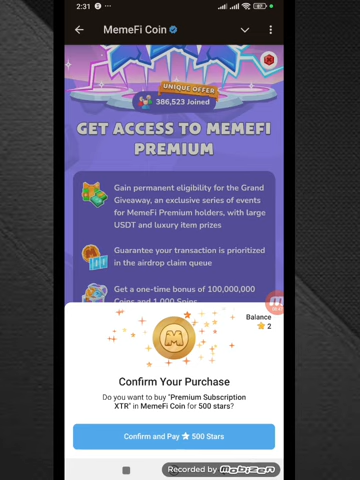 2:31
MemeFi Coin
UNIQUE OFFER
386,523 Joined
GET ACCESS TO MEMEFI
PREMIUM
Gain permanent eligibility for the Grand
Giveaway, an exclusive series of events
for MemeFi Premium holders, with large
USDT and luxury item prizes
Guarantee your transaction is prioritized
in the airdrop claim queue
Get a one-time bonus of 100,000,000
Coins and 1,000 Spins
Balance
2
Confirm Your Purchase
Do you want to buy "Premium Subscription
XTR" in MemeFi Coin for 500 stars?
Confirm and Pay ★ 500 Stars
Recorded by mobizen